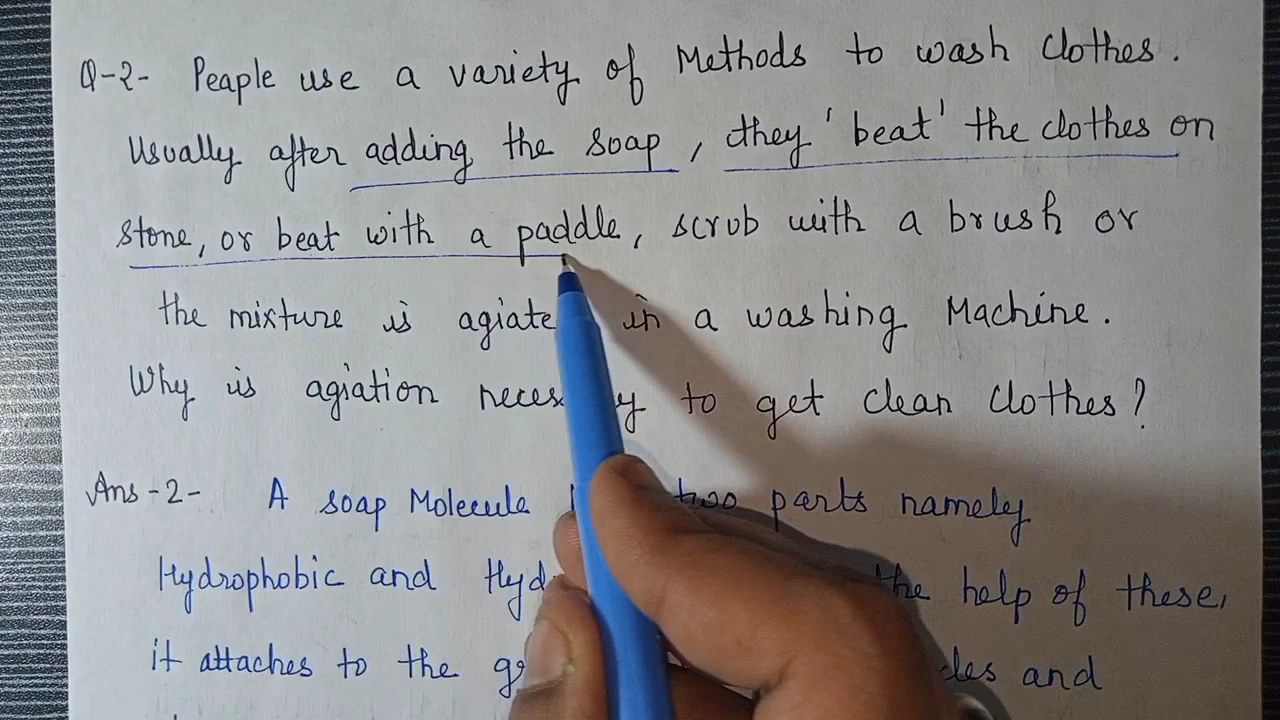 Q-2- Peaple use a variety of Methods to wash clothes.
Usually after adding the soap, they 'beat' the clothes on
stone, or beat with a paddle, scrub with a brush or
the mixture is agiate in a washing Machine.
Why is agiation to get clean clothes?
Ans-2- A soap Molecule two parts namely
Hydrophobic and the help of these,
it attaches to the and